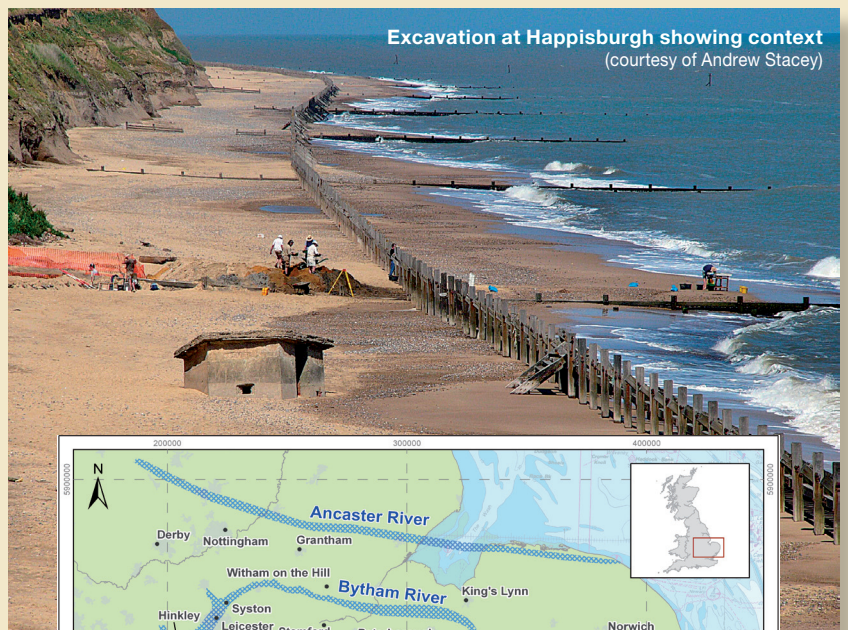 Excavation at Happisburgh showing context
(courtesy of Andrew Stacey)
200000
300000
400000
5900000
5900000
N
Ancaster River
Derby
Nottingham
Grantham
Witham on the Hill
Bytham River
King's Lynn
Hinkley
Syston
Leicester
Norwich